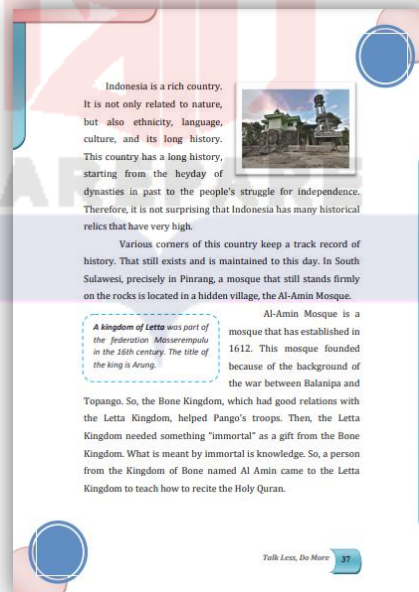 Indonesia is a rich country.
It is not only related to nature,
but also ethnicity, language,
culture, and its long history.
This country has a long history,
starting from the heyday of
dynasties in past to the people's struggle for independence.
Therefore, it is not surprising that Indonesia has many historical
relics that have very high.
Various corners of this country keep a track record of
history. That still exists and is maintained to this day. In South
Sulawesi, precisely in Pinrang, a mosque that still stands firmly
on the rocks is located in a hidden village, the Al-Amin Mosque.
A kingdom of Letta was part of
the federation Masserempulu
in the 16th century. The title of
the king is Arung.
Al-Amin Mosque is a
mosque that has established in
1612. This mosque founded
because of the background of
the war between Balanipa and
Topango. So, the Bone Kingdom, which had good relations with
the Letta Kingdom, helped Pango's troops. Then, the Letta
Kingdom needed something "immortal" as a gift from the Bone
Kingdom. What is meant by immortal is knowledge. So, a person
from the Kingdom of Bone named Al Amin came to the Letta
Kingdom to teach how to recite the Holy Quran.
Talk Less, Do More 37